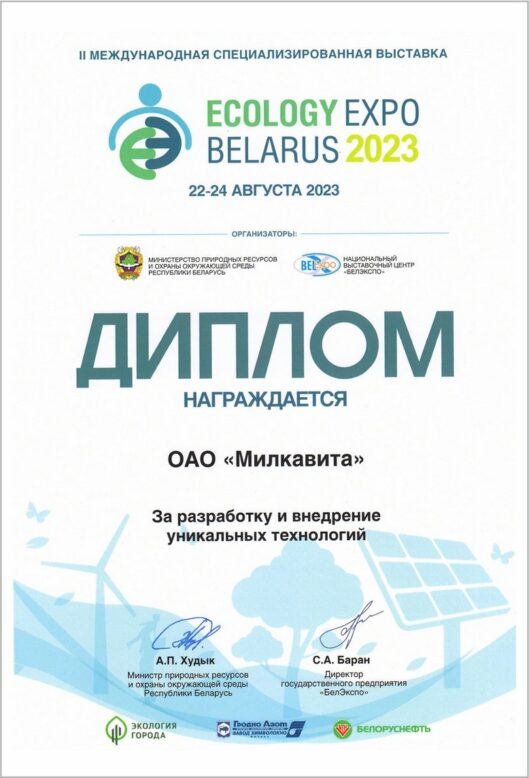 II МЕЖДУНАРОДНАЯ СПЕЦИАЛИЗИРОВАННАЯ ВЫСТАВКА
ECOLOGY EXPO
BELARUS 2023
22-24 АВГУСТА 2023
ОРГАНИЗАТОРЫ:
МИНИСТЕРСТВО ПРИРОДНЫХ РЕСУРСОВ
И ОХРАНЫ ОКРУЖАЮЩЕЙ СРЕДЫ
РЕСПУБЛИКИ БЕЛАРУСЬ
BELEXPO
НАЦИОНАЛЬНЫЙ
ВЫСТАВОЧНЫЙ ЦЕНТР
«БЕЛЭКСПО»
ДИПЛОМ
НАГРАЖДАЕТСЯ
ОАО «Милкавита»
За разработку и внедрение
уникальных технологий
А.П. Худык
Министр природных ресурсов
и охраны окружающей среды
Республики Беларусь
С.А. Баран
Директор
государственного предприятия
«БелЭкспо»
ЭКОЛОГИЯ
ГОРОДА
Гродно Азот
ЗАВОД ХИМВОЛОКНО
БЕЛОРУСНЕФТЬ